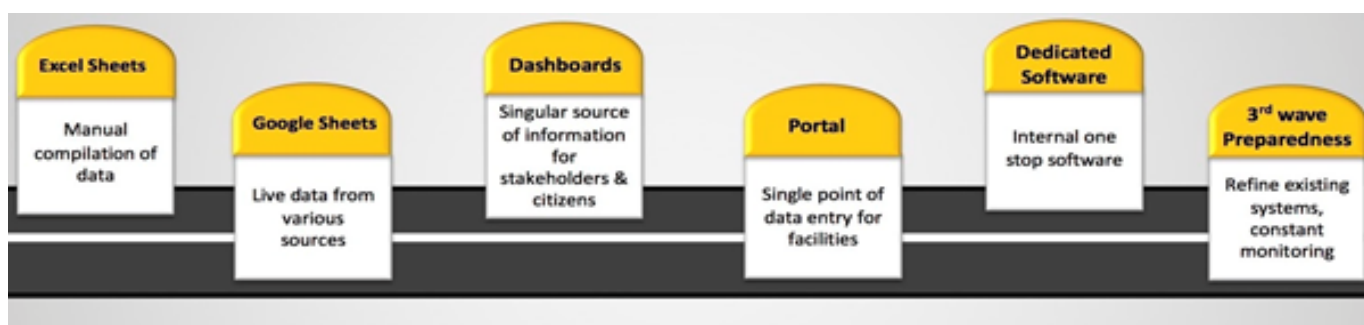 Excel Sheets
Manual
compilation of
data
Google Sheets
Live data from
various
sources
Dashboards
Singular source
of information
for
stakeholders &
citizens
Portal
Single point of
data entry for
facilities
Dedicated
Software
Internal one
stop software
3rd wave
Preparedness
Refine existing
systems,
constant
monitoring